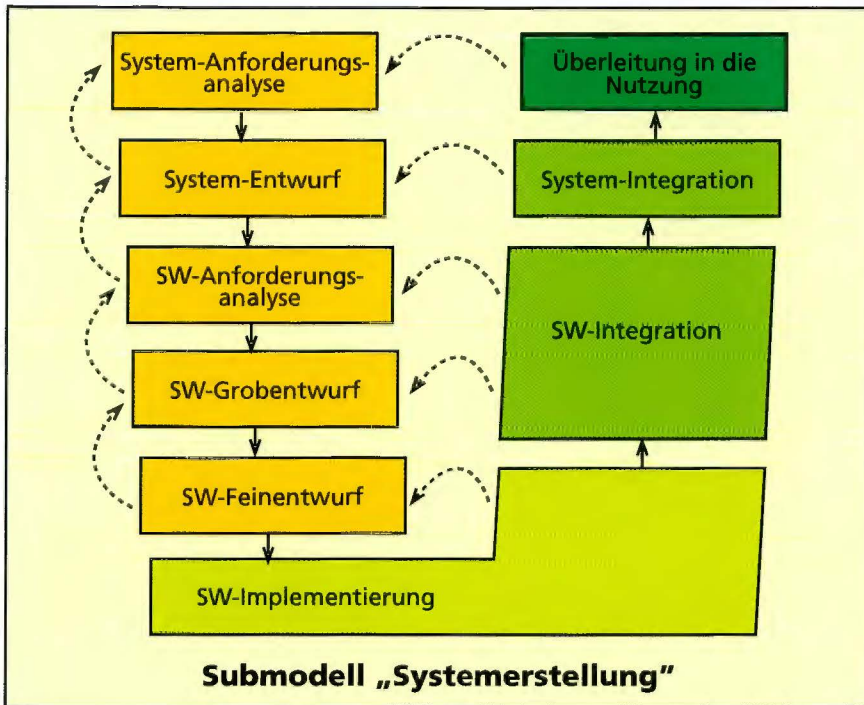 System-Anforderungs-
analyse
Überleitung in die
Nutzung
System-Entwurf
System-Integration
SW-Anforderungs-
analyse
SW-Integration
SW-Grobentwurf
SW-Feinentwurf
SW-Implementierung
Submodell „Systemerstellung”